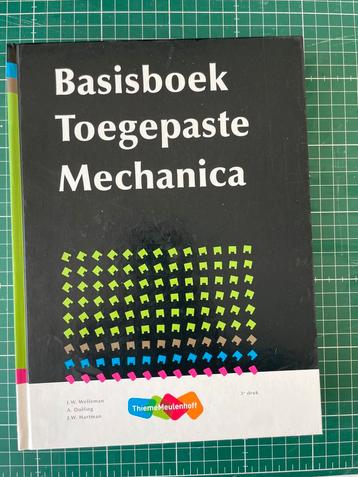 Basisboek
Toegepaste
Mechanica
J.W. Welleman
A. Dolfing
J.W. Hartman
ThiemeMeulenhoff
3e druk